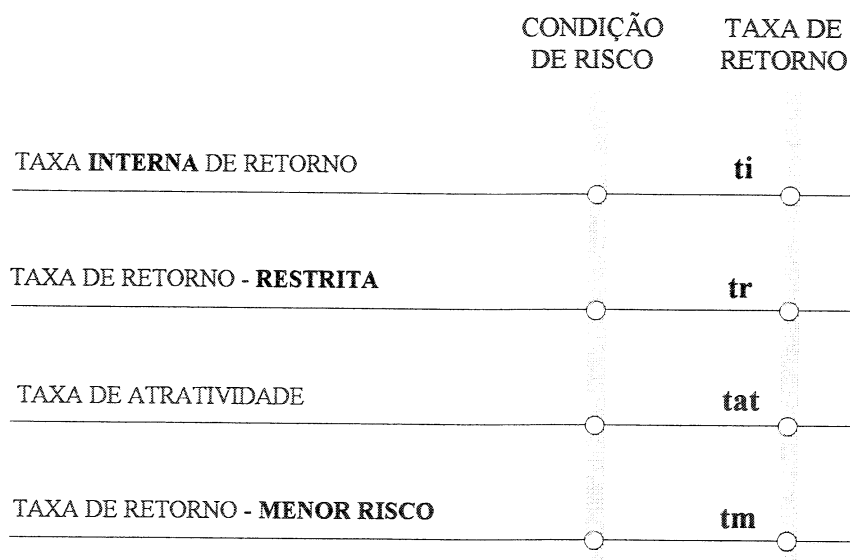 CONDIÇÃO
DE RISCO
TAXA DE
RETORNO
TAXA INTERNA DE RETORNO
ti
TAXA DE RETORNO - RESTRITA
tr
TAXA DE ATRATIVIDADE
tat
TAXA DE RETORNO - MENOR RISCO
tm